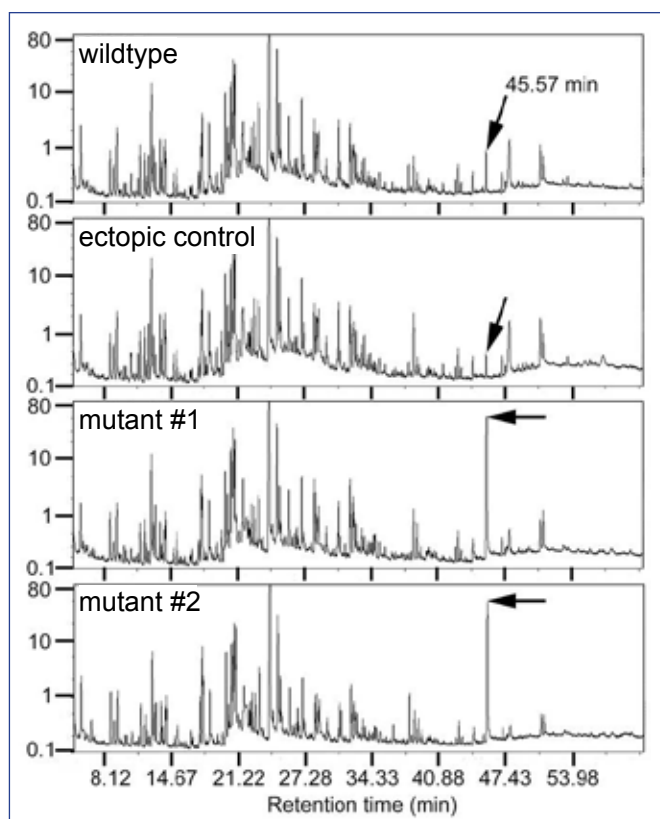 80
wildtype
10
45.57 min
1
0.1
80
ectopic control
10
1
0.1
80
mutant #1
10
1
0.1
80
mutant #2
10
1
0.1
8.12 14.67 21.22 27.28 34.33 40.88 47.43 53.98
Retention time (min)